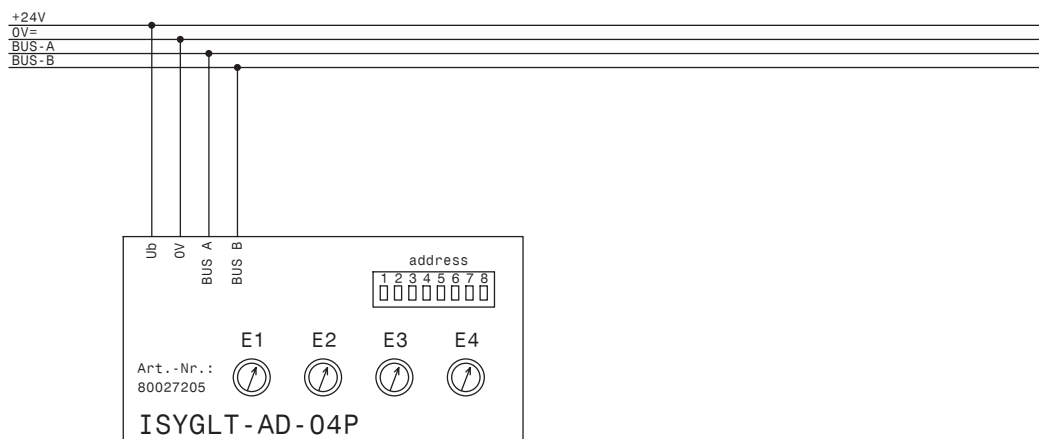 +24V
0V=
BUS-A
BUS-B
Ub
0V
BUS A
BUS B
address
1 2 3 4 5 6 7 8
E1 E2 E3 E4
Art.-Nr.:
80027205
ISYGLT-AD-04P